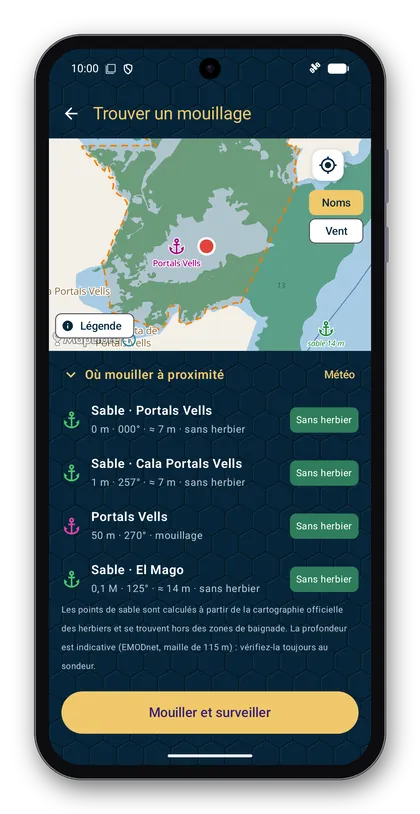 10:00
Trouver un mouillage
Noms
Vent
Portals Vells
a Portals Vells
13
Légende
ta de
Portals Vells
sable 14 m
Où mouiller à proximité
Météo
Sable · Portals Vells
0 m · 000° · ≈ 7 m · sans herbier
Sans herbier
Sable · Cala Portals Vells
1 m · 257° · ≈ 7 m · sans herbier
Sans herbier
Portals Vells
50 m · 270° · mouillage
Sans herbier
Sable · El Mago
0,1 M · 125° · ≈ 14 m · sans herbier
Sans herbier
Les points de sable sont calculés à partir de la cartographie officielle
des herbiers et se trouvent hors des zones de baignade. La profondeur
est indicative (EMODnet, maille de 115 m) : vérifiez-la toujours au
sondeur.
Mouiller et surveiller